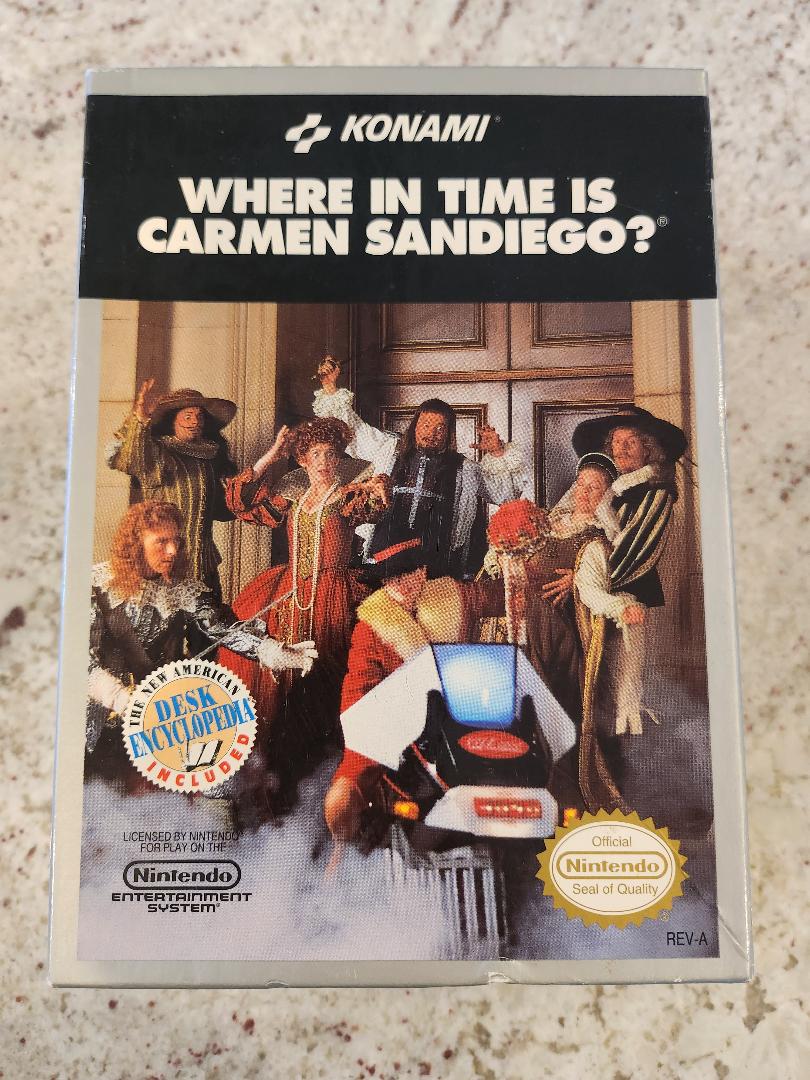 KONAMI®
WHERE IN TIME IS
CARMEN SANDIEGO?®
THE NEW AMERICAN
DESK
ENCYCLOPEDIA
INCLUDED
LICENSED BY NINTENDO®
FOR PLAY ON THE
Nintendo
ENTERTAINMENT
SYSTEM®
Official
Nintendo
Seal of Quality
®
REV-A